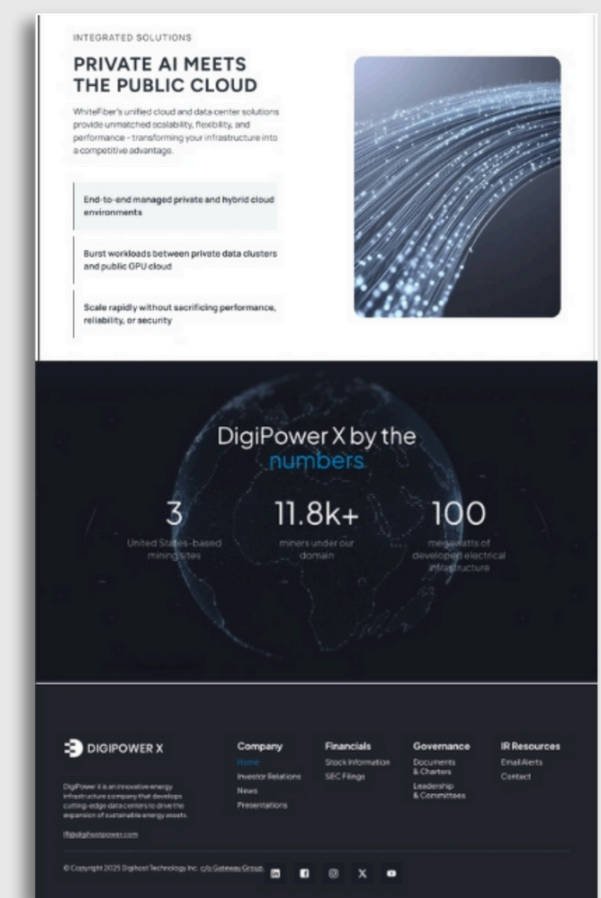 INTEGRATED SOLUTIONS
PRIVATE AI MEETS
THE PUBLIC CLOUD
WhiteFiber's unified cloud and data center solutions
provide unmatched scalability, flexibility, and
performance - transforming your infrastructure into
a competitive advantage.
End-to-end managed private and hybrid cloud
environments
Burst workloads between private data clusters
and public GPU cloud
Scale rapidly without sacrificing performance,
reliability, or security
DigiPower X by the
numbers
3
United States-based
mining sites
11.8k+
miners under our
domain
100
megawatts of
developed electrical
infrastructure
DIGIPOWER X
DigiPower X is an innovative energy
infrastructure company that develops
cutting-edge data centers to drive the
expansion of sustainable energy assets.
IR@digihostpower.com
Company
Home
Investor Relations
News
Presentations
Financials
Stock Information
SEC Filings
Governance
Documents
& Charters
Leadership
& Committees
IR Resources
Email Alerts
Contact
© Copyright 2025 Digihost Technology Inc. c/o Gateway Group